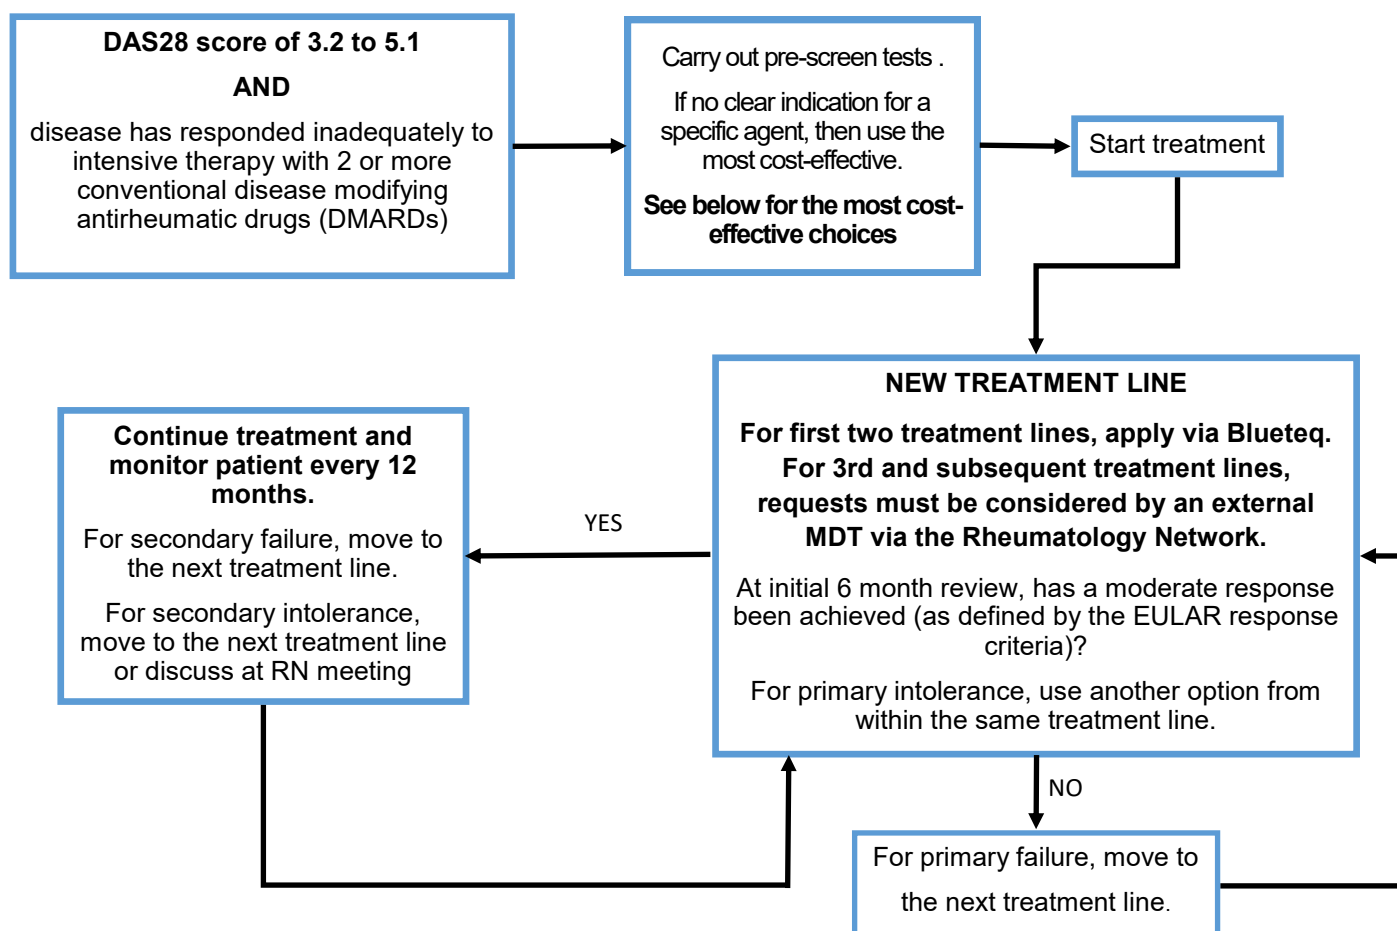 DAS28 score of 3.2 to 5.1
AND
disease has responded inadequately to
intensive therapy with 2 or more
conventional disease modifying
antirheumatic drugs (DMARDs)
Carry out pre-screen tests .
If no clear indication for a
specific agent, then use the
most cost-effective.
See below for the most cost-
effective choices
Start treatment
NEW TREATMENT LINE
For first two treatment lines, apply via Blueteq.
For 3rd and subsequent treatment lines,
requests must be considered by an external
MDT via the Rheumatology Network.
At initial 6 month review, has a moderate response
been achieved (as defined by the EULAR response
criteria)?
For primary intolerance, use another option from
within the same treatment line.
YES
Continue treatment and
monitor patient every 12
months.
For secondary failure, move to
the next treatment line.
For secondary intolerance,
move to the next treatment line
or discuss at RN meeting
NO
For primary failure, move to
the next treatment line.